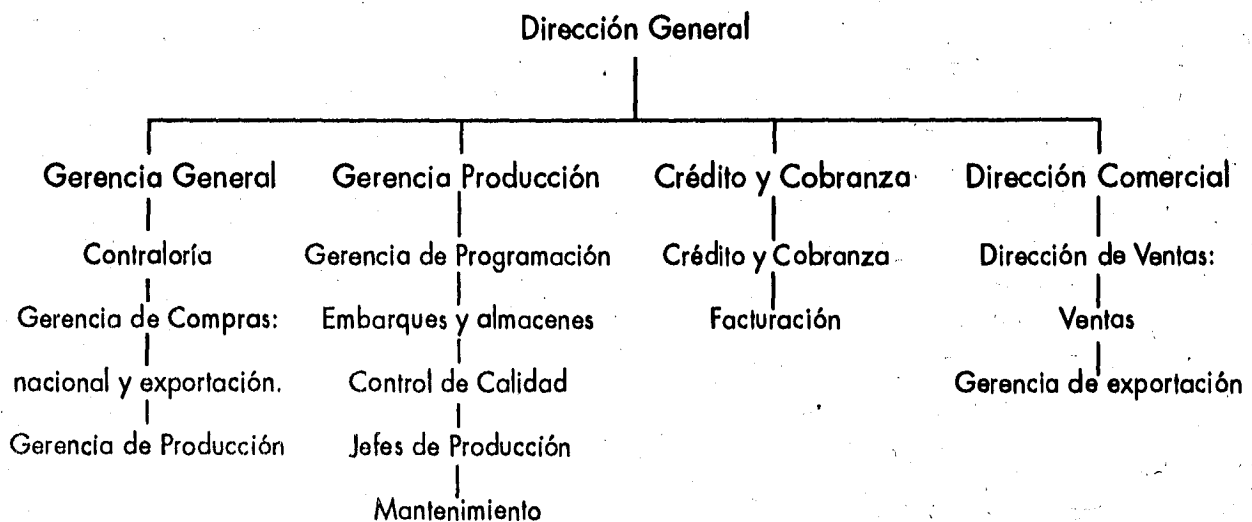 Dirección General
Gerencia General
Contraloría
Gerencia de Compras:
nacional y exportación.
Gerencia de Producción
Gerencia Producción
Gerencia de Programación
Embarques y almacenes
Control de Calidad
Jefes de Producción
Mantenimiento
Crédito y Cobranza
Crédito y Cobranza
Facturación
Dirección Comercial
Dirección de Ventas:
Ventas
Gerencia de exportación